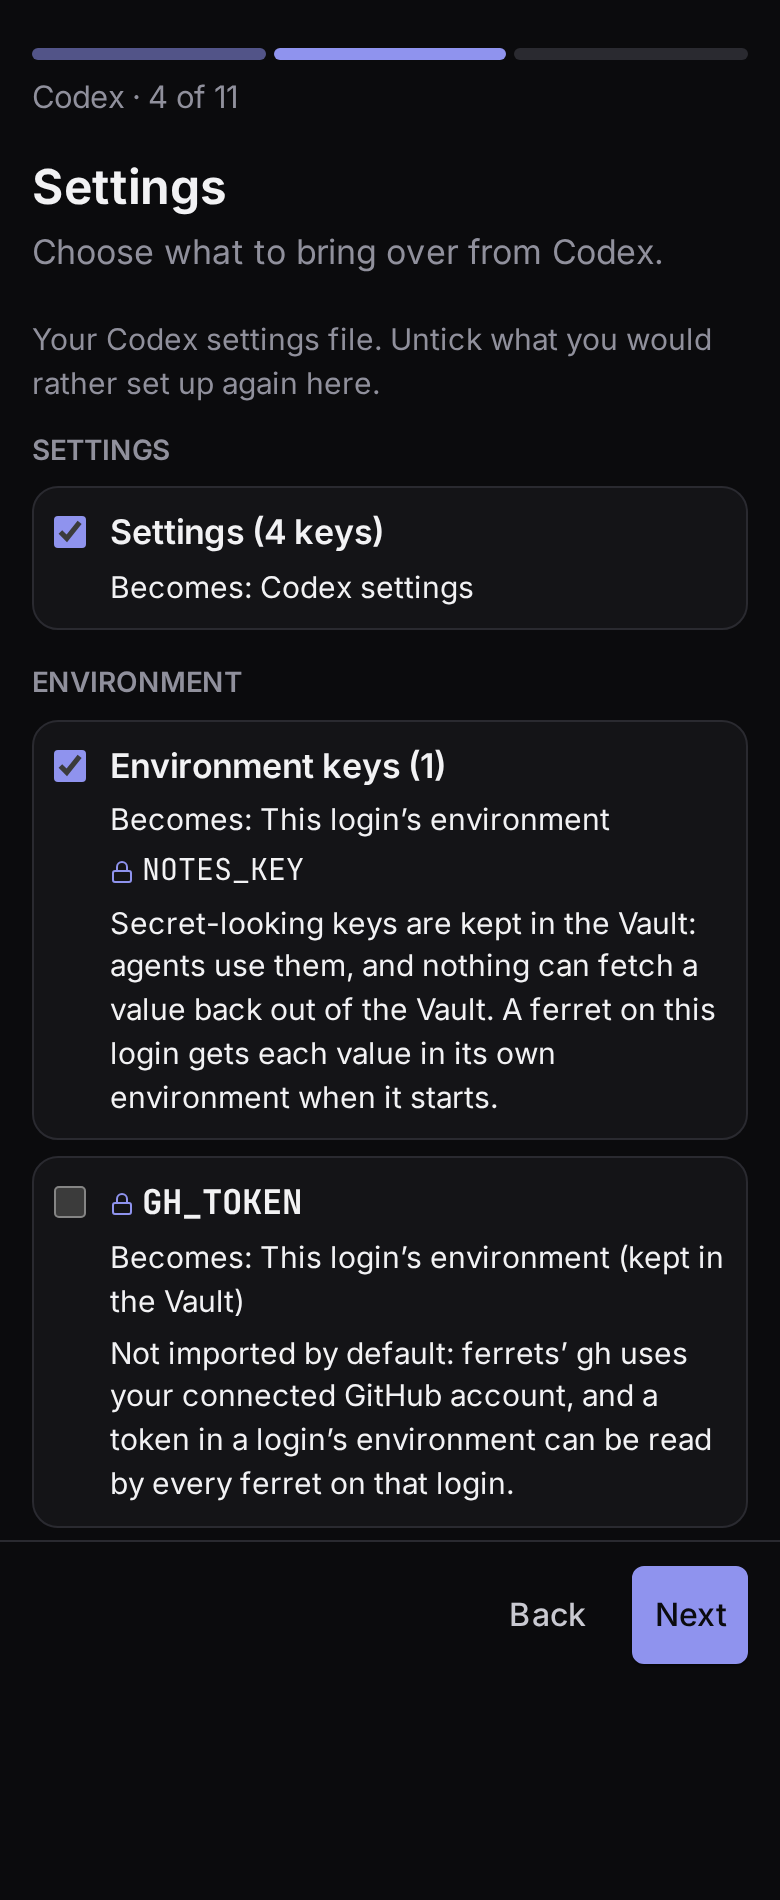 Codex · 4 of 11
Settings
Choose what to bring over from Codex.
Your Codex settings file. Untick what you would
rather set up again here.
SETTINGS
Settings (4 keys)
Becomes: Codex settings
ENVIRONMENT
Environment keys (1)
Becomes: This login’s environment
NOTES_KEY
Secret-looking keys are kept in the Vault:
agents use them, and nothing can fetch a
value back out of the Vault. A ferret on this
login gets each value in its own
environment when it starts.
GH_TOKEN
Becomes: This login’s environment (kept in
the Vault)
Not imported by default: ferrets’ gh uses
your connected GitHub account, and a
token in a login’s environment can be read
by every ferret on that login.
Back
Next